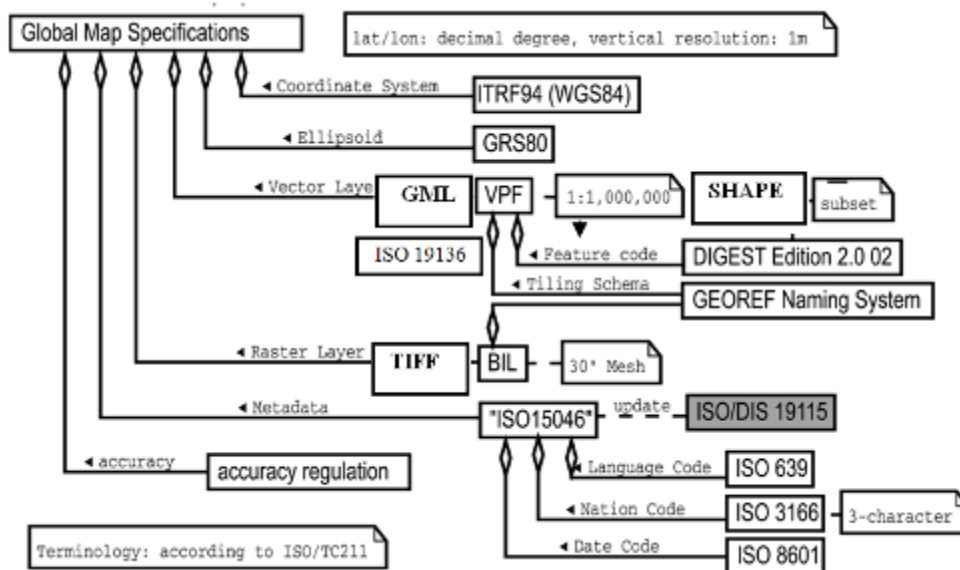 Global Map Specifications
lat/lon: decimal degree, vertical resolution: 1m
Coordinate System
ITRF94 (WGS84)
Ellipsoid
GRS80
Vector Laye
GML
VPF
1:1,000,000
SHAPE
subset
ISO 19136
Feature code
DIGEST Edition 2.0 02
Tiling Schema
GEOREF Naming System
Raster Layer
TIFF
BIL
30" Mesh
Metadata
"ISO15046"
update
ISO/DIS 19115
accuracy
accuracy regulation
Language Code
ISO 639
Nation Code
ISO 3166
3-character
Date Code
ISO 8601
Terminology: according to ISO/TC211